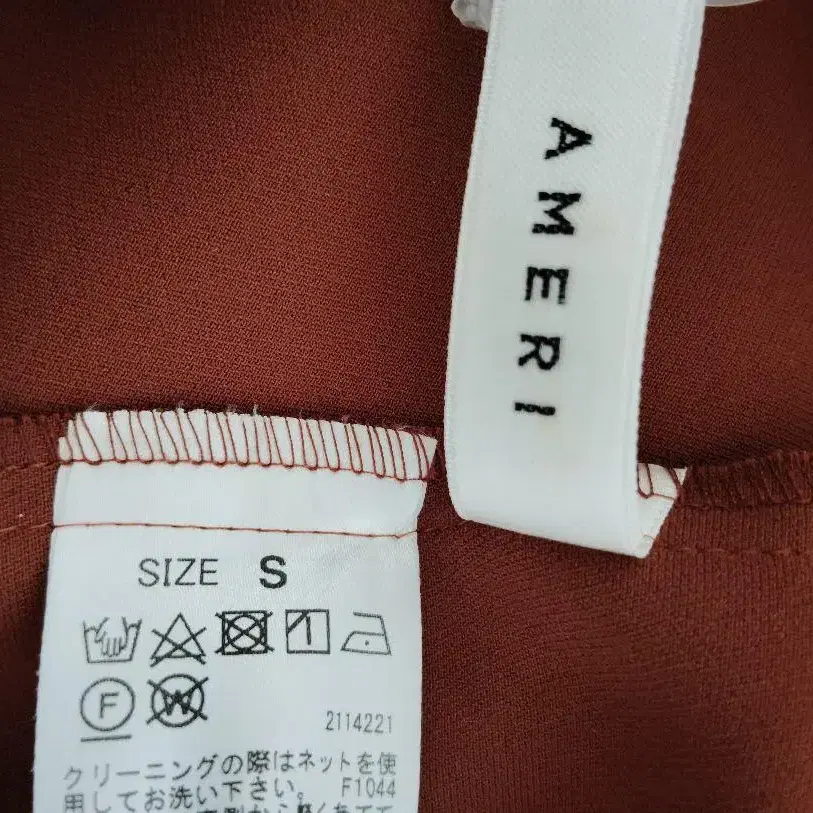 AMERI
SIZE S
F W
2114221
クリーニングの際はネットを使
用してお洗い下さい。 F1044